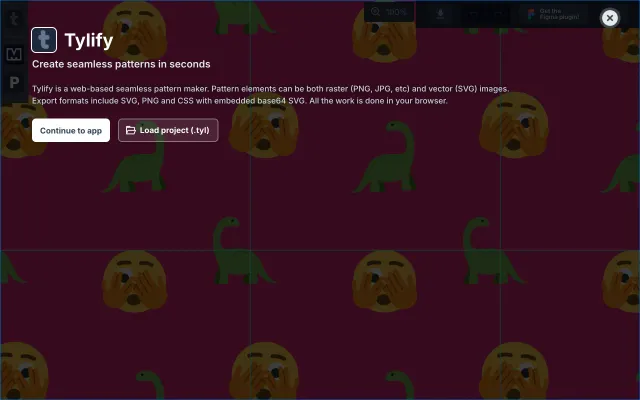 t
190%
Get the
Figma plugin!
t Tylify
M
Create seamless patterns in seconds
P
Tylify is a web-based seamless pattern maker. Pattern elements can be both raster (PNG, JPG, etc) and vector (SVG) images.
Export formats include SVG, PNG and CSS with embedded base64 SVG. All the work is done in your browser.
Continue to app
Load project (.tyl)